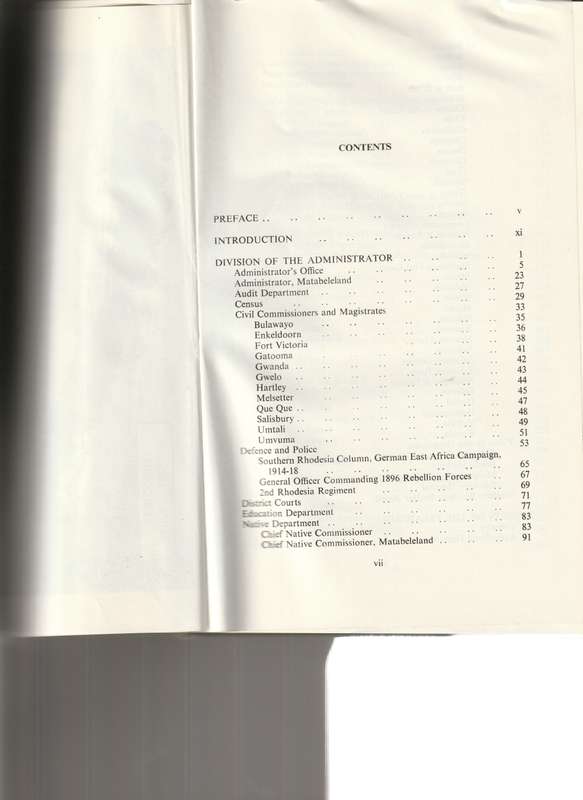 CONTENTS
PREFACE .. .. .. .. .. .. .. .. .. v
INTRODUCTION .. .. .. .. .. .. .. xi
DIVISION OF THE ADMINISTRATOR .. .. .. .. 1
Administrator's Office .. .. .. .. .. .. 5
Administrator, Matabeleland .. .. .. .. .. 23
Audit Department .. .. .. .. .. .. .. 27
Census .. .. .. .. .. .. .. .. 29
Civil Commissioners and Magistrates .. .. .. .. 33
Bulawayo .. .. .. .. .. .. .. 35
Enkeldoorn .. .. .. .. .. .. .. 36
Fort Victoria .. .. .. .. .. 38
Gatooma .. .. .. .. .. .. 41
Gwanda .. .. .. .. .. .. .. .. 42
Gwelo .. .. .. .. .. .. .. .. 43
Hartley .. .. .. .. .. .. .. .. 44
Melsetter .. .. .. .. .. .. .. 45
Que Que .. .. .. .. .. .. .. .. 47
Salisbury .. .. .. .. .. .. .. .. 48
Umtali .. .. .. .. .. .. .. .. 49
Umvuma .. .. .. .. .. .. .. 51
Defence and Police .. .. .. .. .. .. 53
Southern Rhodesia Column, German East Africa Campaign,
1914-18 .. .. .. .. .. .. .. 65
General Officer Commanding 1896 Rebellion Forces .. 67
2nd Rhodesia Regiment .. .. .. .. .. 69
District Courts .. .. .. .. .. .. .. 71
Education Department .. .. .. .. .. .. 77
Native Department .. .. .. .. .. .. .. 83
Chief Native Commissioner .. .. .. .. .. 83
Chief Native Commissioner, Matabeleland .. .. .. 91
vii